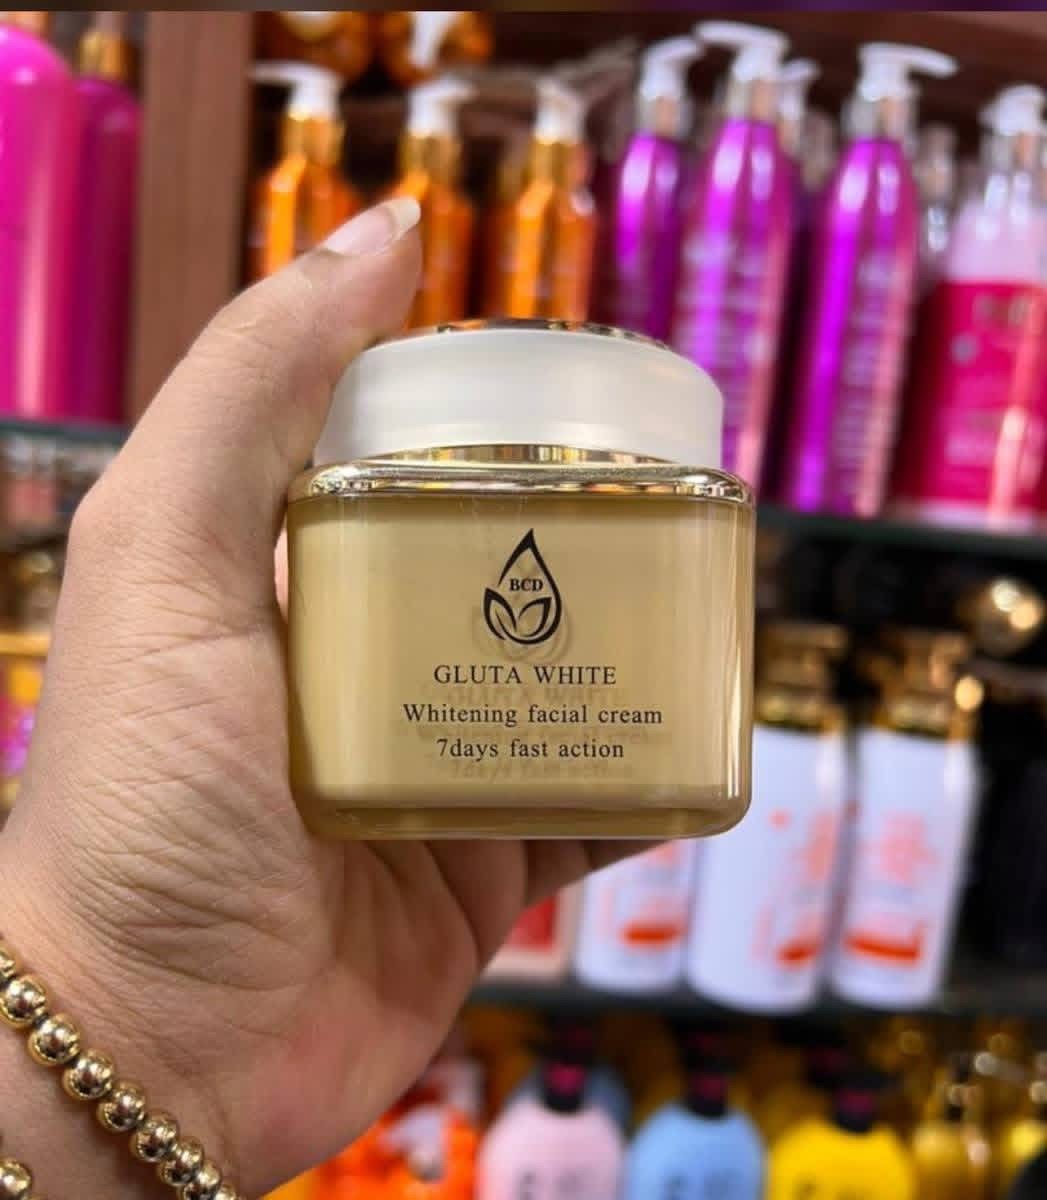 BCD
GLUTA WHITE
Whitening facial cream
7days fast action